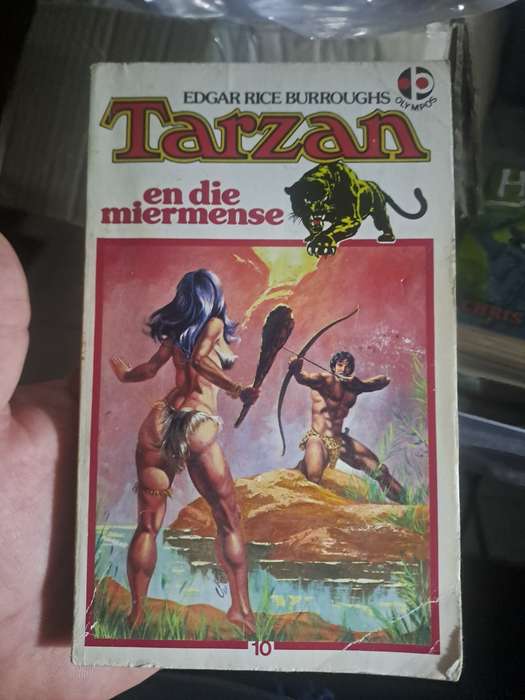 EDGAR RICE BURROUGHS
OLYMPOS
Tarzan
en die
miermense
10